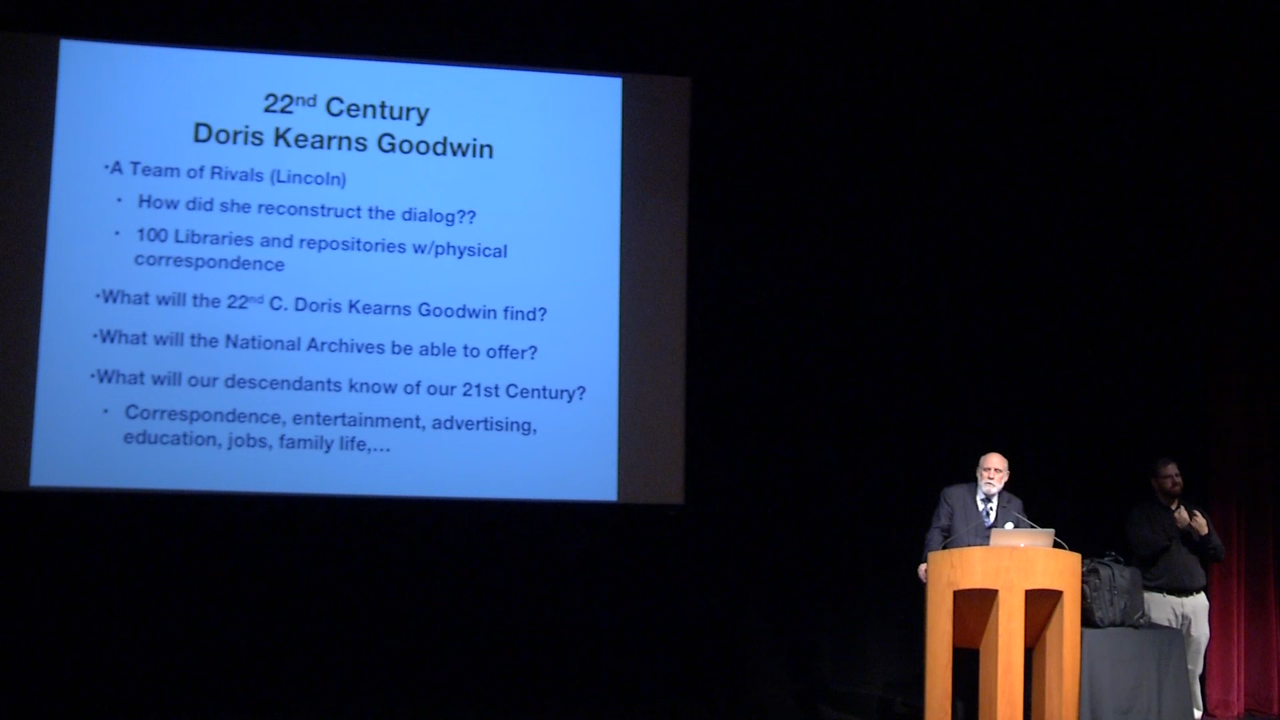 22nd Century
Doris Kearns Goodwin
·A Team of Rivals (Lincoln)
· How did she reconstruct the dialog??
· 100 Libraries and repositories w/physical
correspondence
·What will the 22nd C. Doris Kearns Goodwin find?
·What will the National Archives be able to offer?
·What will our descendants know of our 21st Century?
· Correspondence, entertainment, advertising,
education, jobs, family life,...